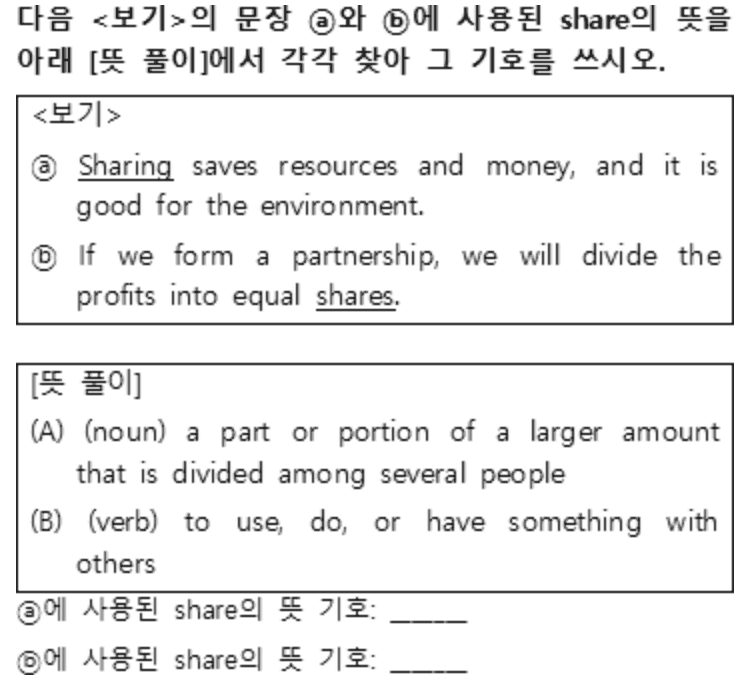 다음 <보기>의 문장 ⓐ와 ⓑ에 사용된 share의 뜻을
아래 [뜻 풀이]에서 각각 찾아 그 기호를 쓰시오.
<보기>
ⓐ Sharing saves resources and money, and it is
good for the environment.
ⓑ If we form a partnership, we will divide the
profits into equal shares.
[뜻 풀이]
(A) (noun) a part or portion of a larger amount
that is divided among several people
(B) (verb) to use, do, or have something with
others
ⓐ에 사용된 share의 뜻 기호: ______
ⓑ에 사용된 share의 뜻 기호: ______